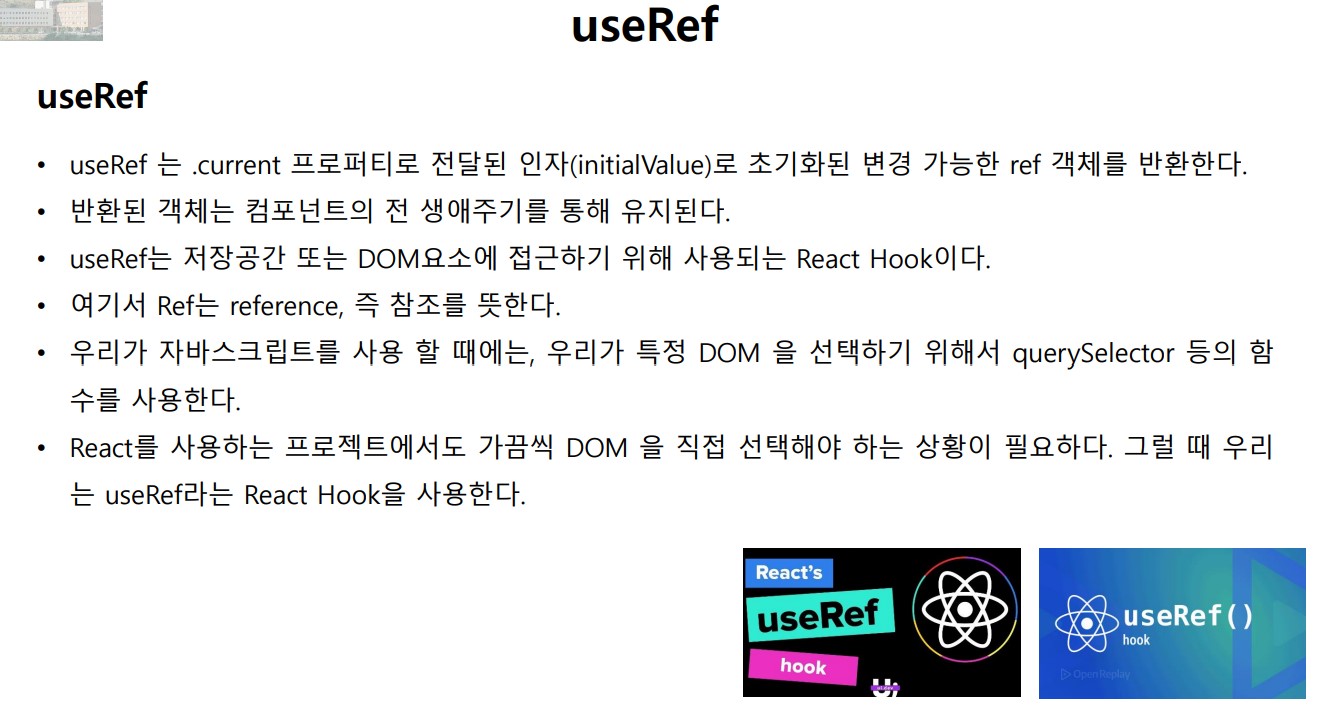 useRef
useRef
• useRef 는 .current 프로퍼티로 전달된 인자(initialValue)로 초기화된 변경 가능한 ref 객체를 반환한다.
• 반환된 객체는 컴포넌트의 전 생애주기를 통해 유지된다.
• useRef는 저장공간 또는 DOM요소에 접근하기 위해 사용되는 React Hook이다.
• 여기서 Ref는 reference, 즉 참조를 뜻한다.
• 우리가 자바스크립트를 사용 할 때에는, 우리가 특정 DOM 을 선택하기 위해서 querySelector 등의 함
수를 사용한다.
• React를 사용하는 프로젝트에서도 가끔씩 DOM 을 직접 선택해야 하는 상황이 필요하다. 그럴 때 우리
는 useRef라는 React Hook을 사용한다.
React's
useRef
hook
ui.dev
useRef()
hook
OpenReplay